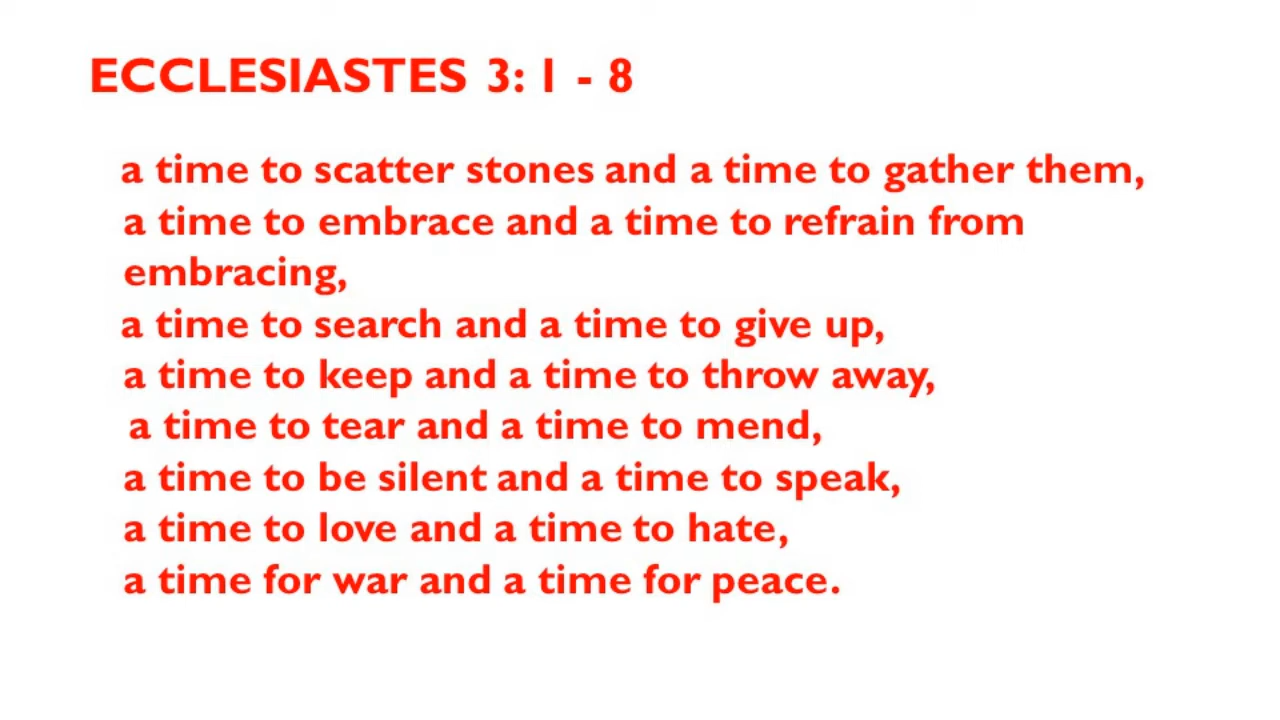 ECCLESIASTES 3: 1 - 8
a time to scatter stones and a time to gather them,
a time to embrace and a time to refrain from
embracing,
a time to search and a time to give up,
a time to keep and a time to throw away,
a time to tear and a time to mend,
a time to be silent and a time to speak,
a time to love and a time to hate,
a time for war and a time for peace.